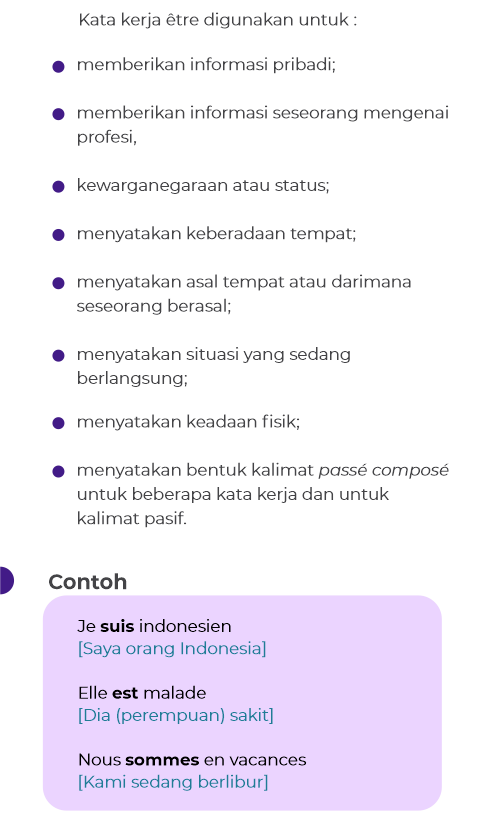 Kata kerja être digunakan untuk :
memberikan informasi pribadi;
memberikan informasi seseorang mengenai
profesi,
kewarganegaraan atau status;
menyatakan keberadaan tempat;
menyatakan asal tempat atau darimana
seseorang berasal;
menyatakan situasi yang sedang
berlangsung;
menyatakan keadaan fisik;
menyatakan bentuk kalimat passé composé
untuk beberapa kata kerja dan untuk
kalimat pasif.
Contoh
Je suis indonesien
[Saya orang Indonesia]
Elle est malade
[Dia (perempuan) sakit]
Nous sommes en vacances
[Kami sedang berlibur]